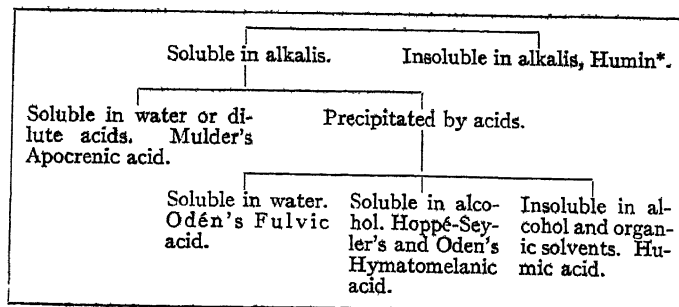 Soluble in alkalis.
Insoluble in alkalis, Humin*.
Soluble in water or di-
lute acids. Mulder's
Apocrenic acid.
Precipitated by acids.
Soluble in water.
Odén's Fulvic
acid.
Soluble in alco-
hol. Hoppé-Sey-
ler's and Oden's
Hymatomelanic
acid.
Insoluble in al-
cohol and organ-
ic solvents. Hu-
mic acid.